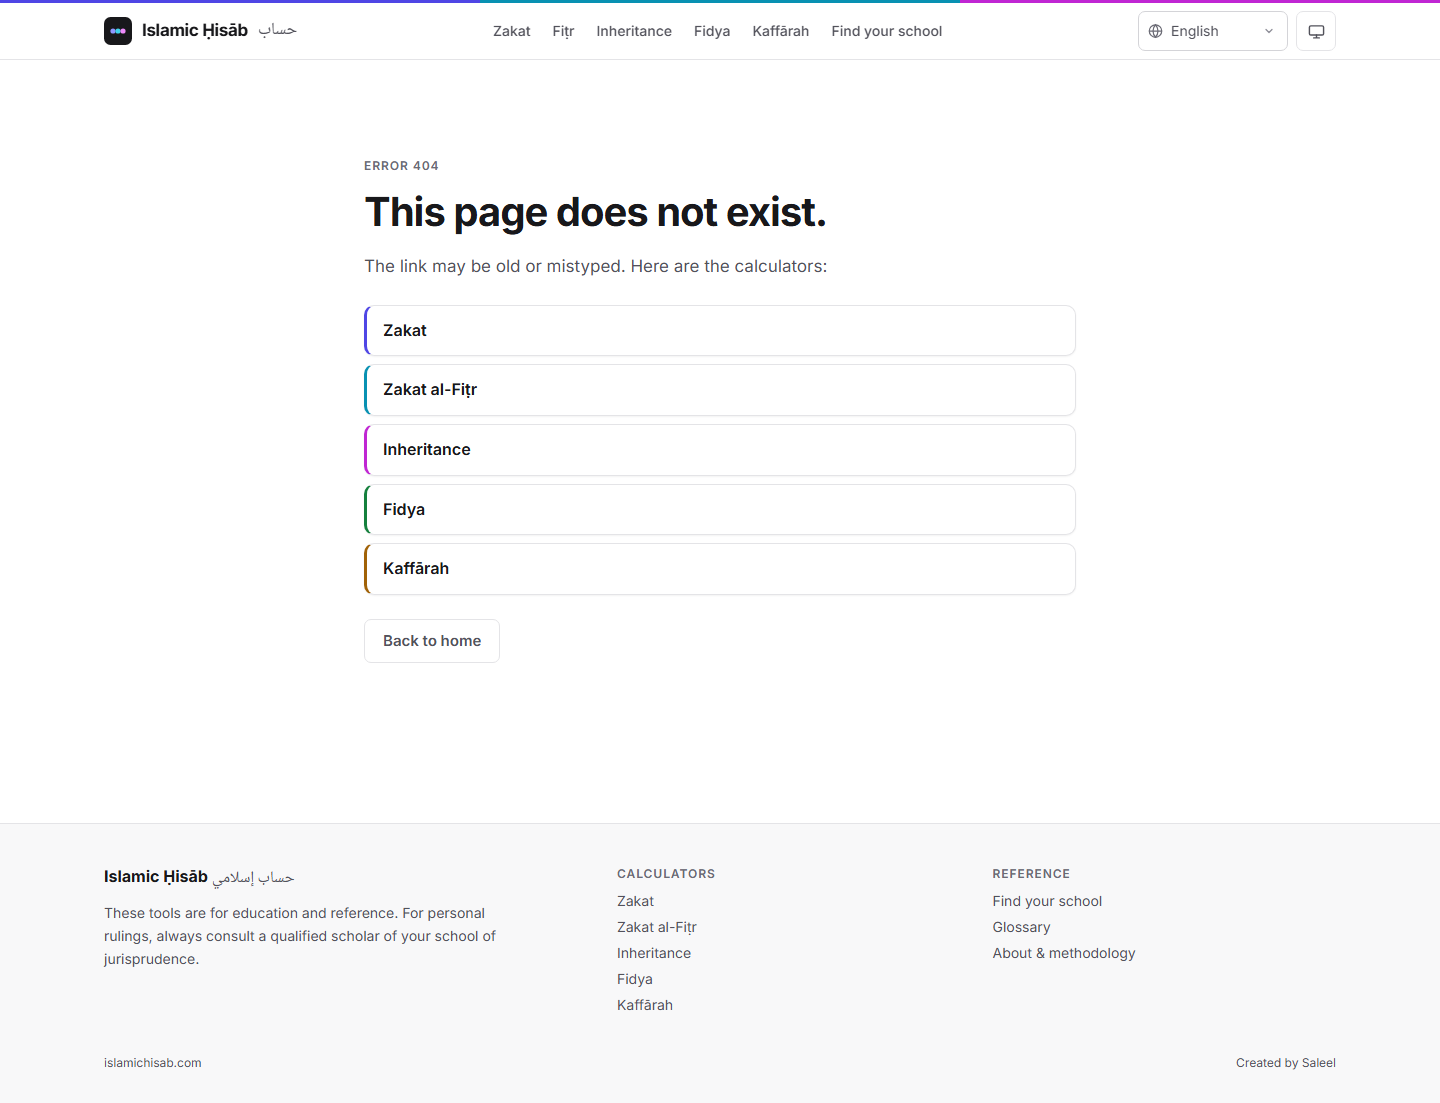 Islamic Ḥisāb حساب
Zakat Fiṭr Inheritance Fidya Kaffārah Find your school
English
ERROR 404
This page does not exist.
The link may be old or mistyped. Here are the calculators:
Zakat
Zakat al-Fiṭr
Inheritance
Fidya
Kaffārah
Back to home
Islamic Ḥisāb حساب إسلامي
These tools are for education and reference. For personal
rulings, always consult a qualified scholar of your school of
jurisprudence.
CALCULATORS
Zakat
Zakat al-Fiṭr
Inheritance
Fidya
Kaffārah
REFERENCE
Find your school
Glossary
About & methodology
islamichisab.com
Created by Saleel